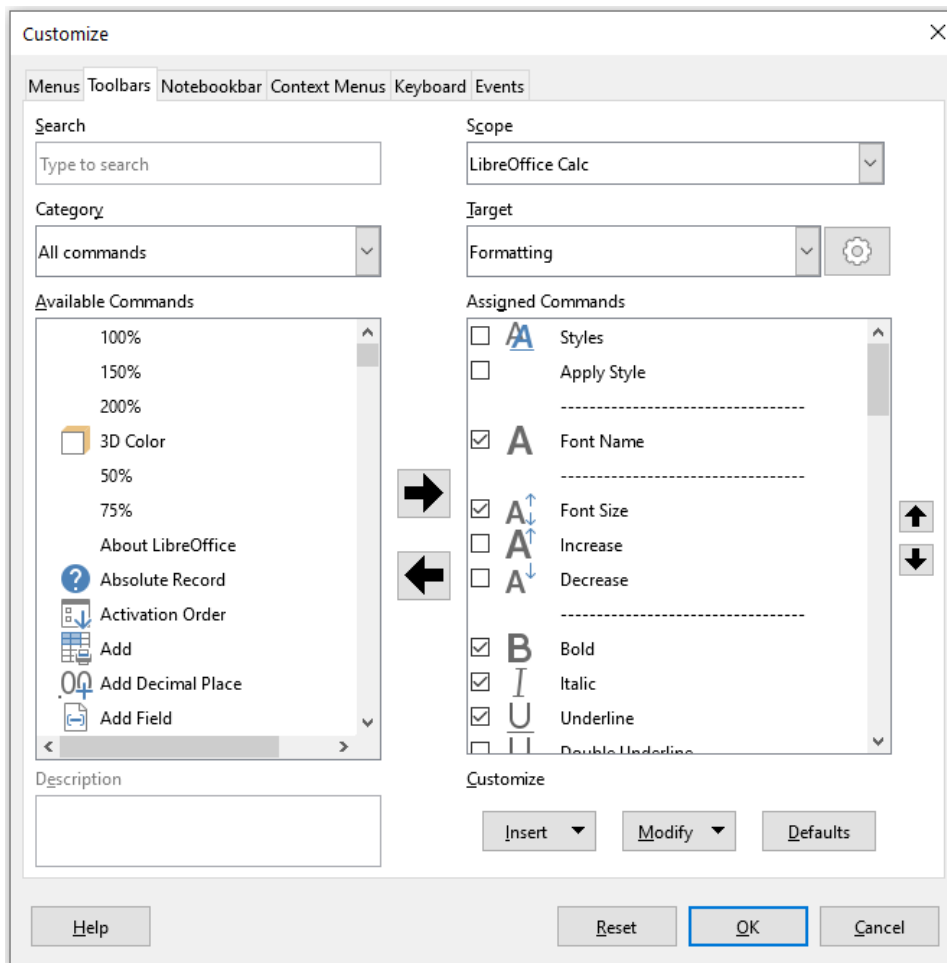 Customize
Menus Toolbars Notebookbar Context Menus Keyboard Events
Search
Type to search
Category
All commands
Available Commands
100%
150%
200%
3D Color
50%
75%
About LibreOffice
Absolute Record
Activation Order
Add
Add Decimal Place
Add Field
Description
Scope
LibreOffice Calc
Target
Formatting
Assigned Commands
Styles
Apply Style
-----------------------------------
Font Name
-----------------------------------
Font Size
Increase
Decrease
-----------------------------------
Bold
Italic
Underline
Double Underline
Customize
Insert Modify Defaults
Help Reset OK Cancel